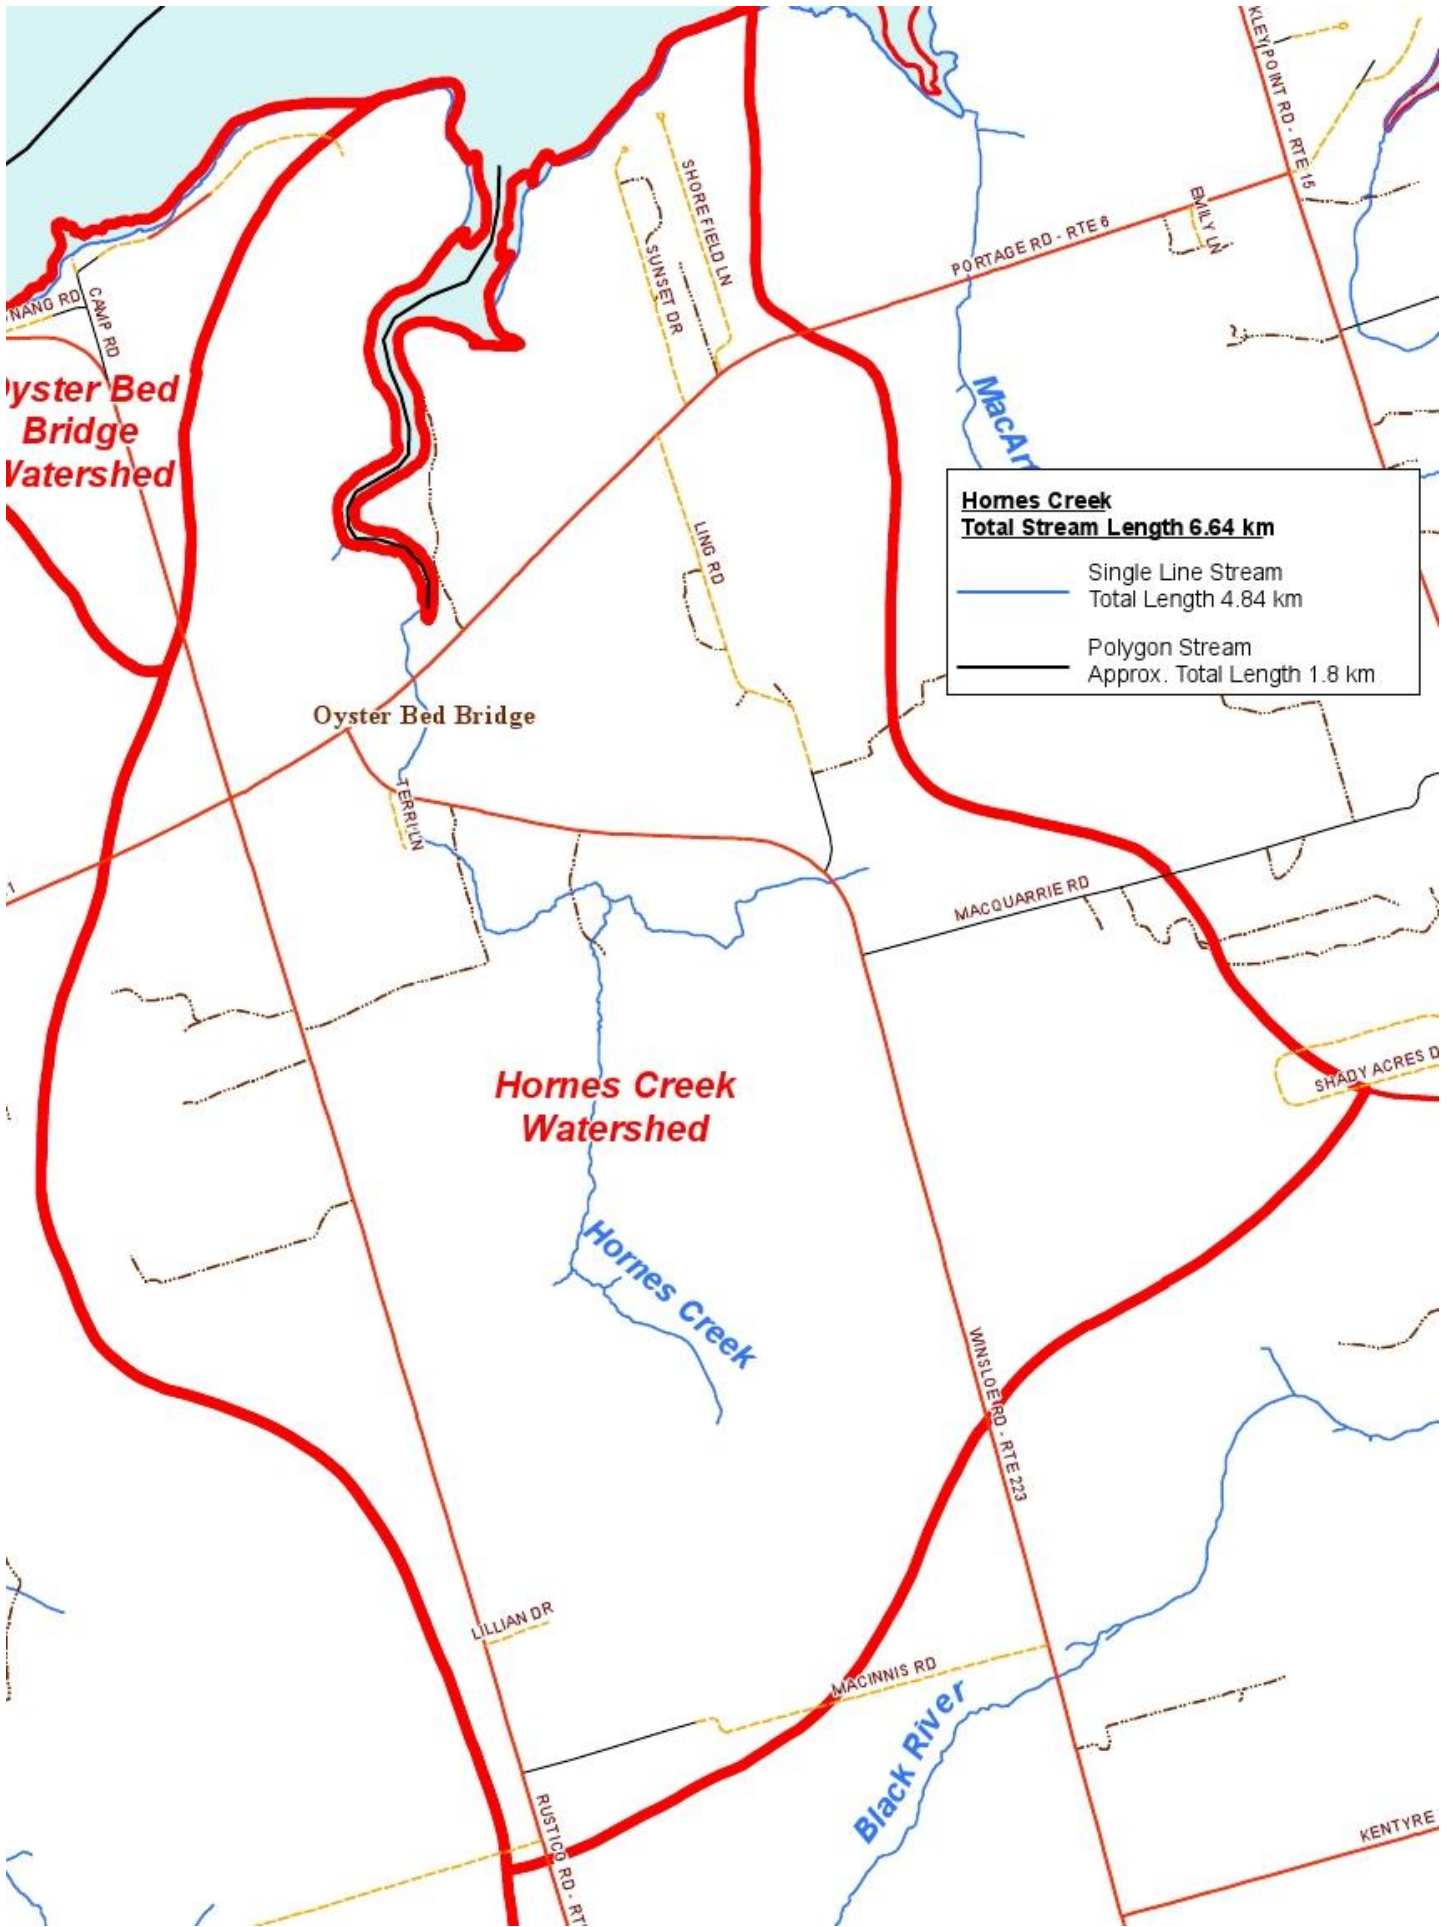 KLEY POINT RD - RTE 15
SHOREFIELD LN
SUNSET DR
EMILY LN
PORTAGE RD - RTE 6
NANG RD
CAMP RD
yster Bed
Bridge
Watershed
MacAr
Hornes Creek
Total Stream Length 6.64 km
Single Line Stream
Total Length 4.84 km
Polygon Stream
Approx. Total Length 1.8 km
LING RD
Oyster Bed Bridge
TERRI LN
MACQUARRIE RD
SHADY ACRES D
Hornes Creek
Watershed
Hornes Creek
WINSLOE RD - RTE 223
LILLIAN DR
MACINNIS RD
Black River
RUSTICO RD - RT
KENTYRE